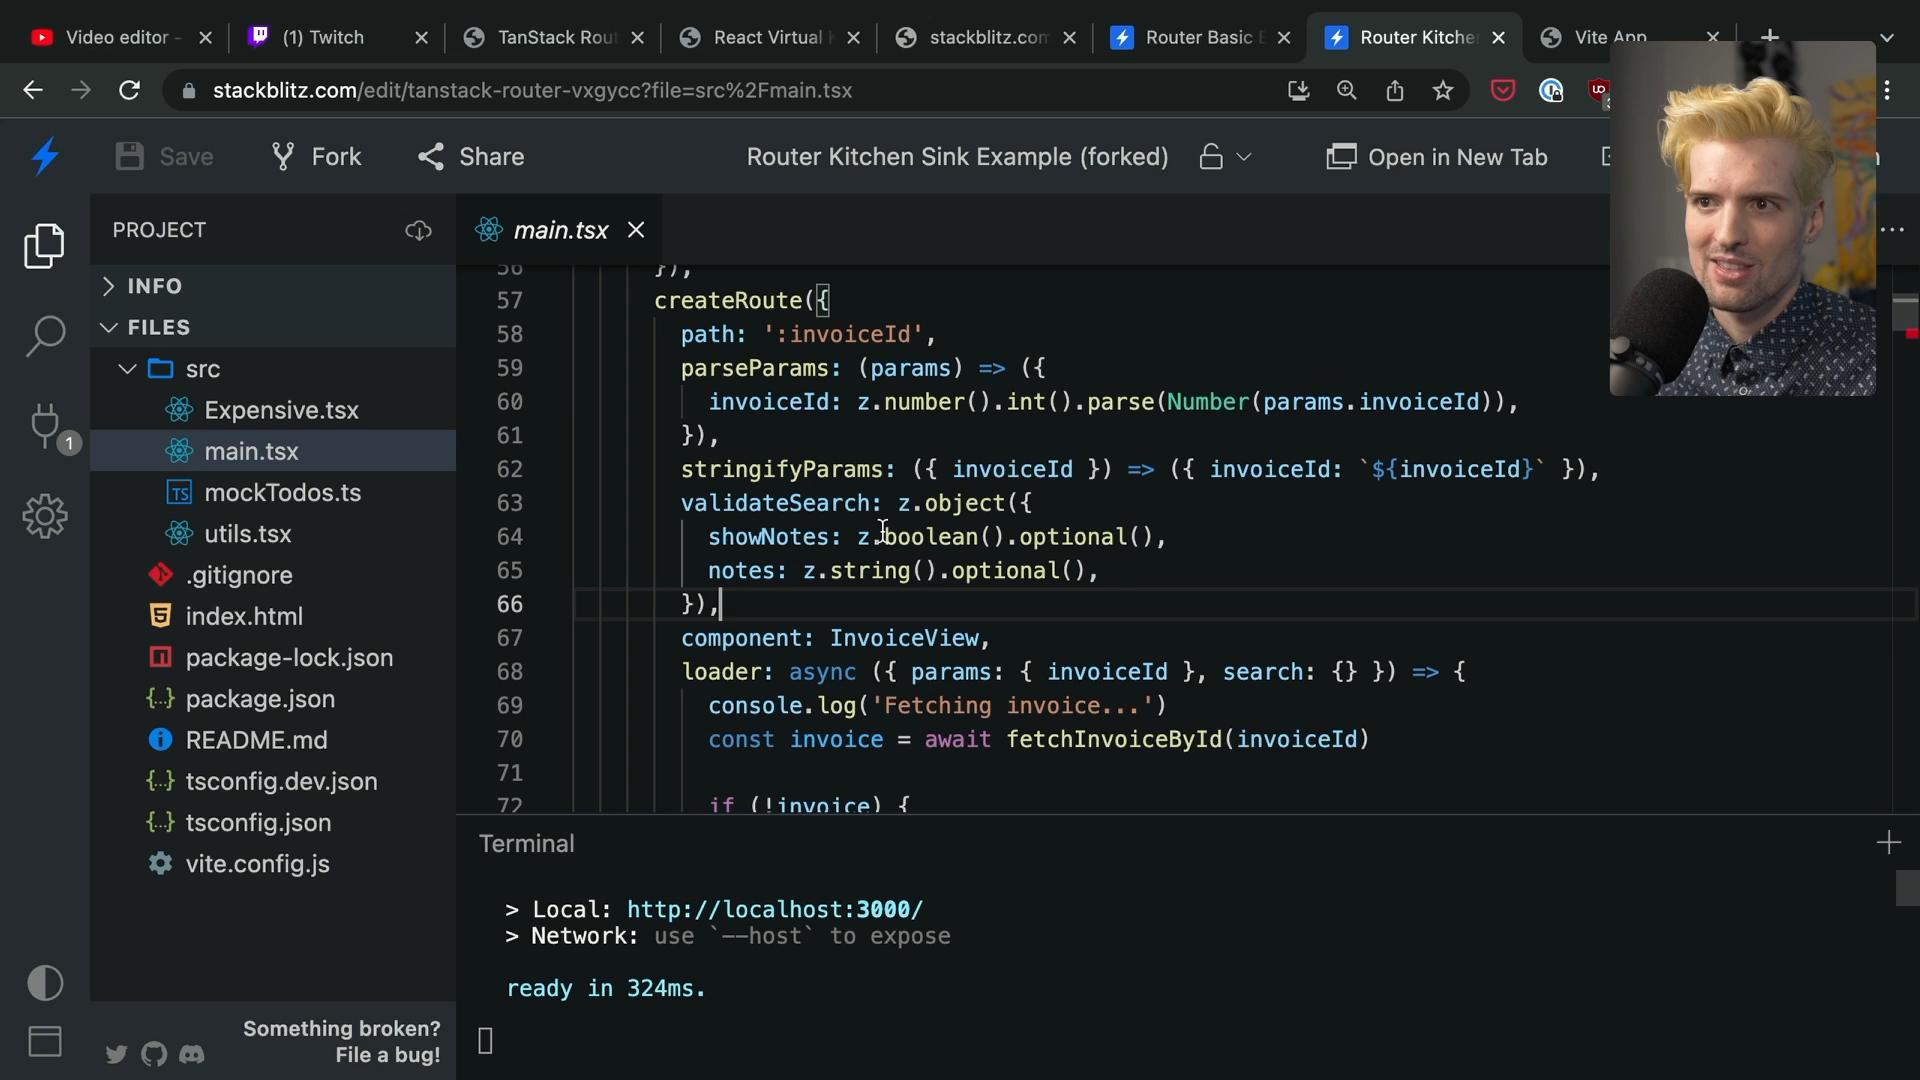 Video editor -
(1) Twitch
TanStack Rou
React Virtual
stackblitz.com
Router Basic E
Router Kitche
Vite App
stackblitz.com/edit/tanstack-router-vxgycc?file=src%2Fmain.tsx
Save
Fork
Share
Router Kitchen Sink Example (forked)
Open in New Tab
PROJECT
INFO
FILES
src
Expensive.tsx
main.tsx
mockTodos.ts
utils.tsx
.gitignore
index.html
package-lock.json
package.json
README.md
tsconfig.dev.json
tsconfig.json
vite.config.js
1
Something broken?
File a bug!
main.tsx
56 }),
57 createRoute({
58 path: ':invoiceId',
59 parseParams: (params) => ({
60 invoiceId: z.number().int().parse(Number(params.invoiceId)),
61 }),
62 stringifyParams: ({ invoiceId }) => ({ invoiceId: `${invoiceId}` }),
63 validateSearch: z.object({
64 showNotes: z.boolean().optional(),
65 notes: z.string().optional(),
66 }),
67 component: InvoiceView,
68 loader: async ({ params: { invoiceId }, search: {} }) => {
69 console.log('Fetching invoice...')
70 const invoice = await fetchInvoiceById(invoiceId)
71
72 if (!invoice) {
Terminal
> Local: http://localhost:3000/
> Network: use `--host` to expose
ready in 324ms.